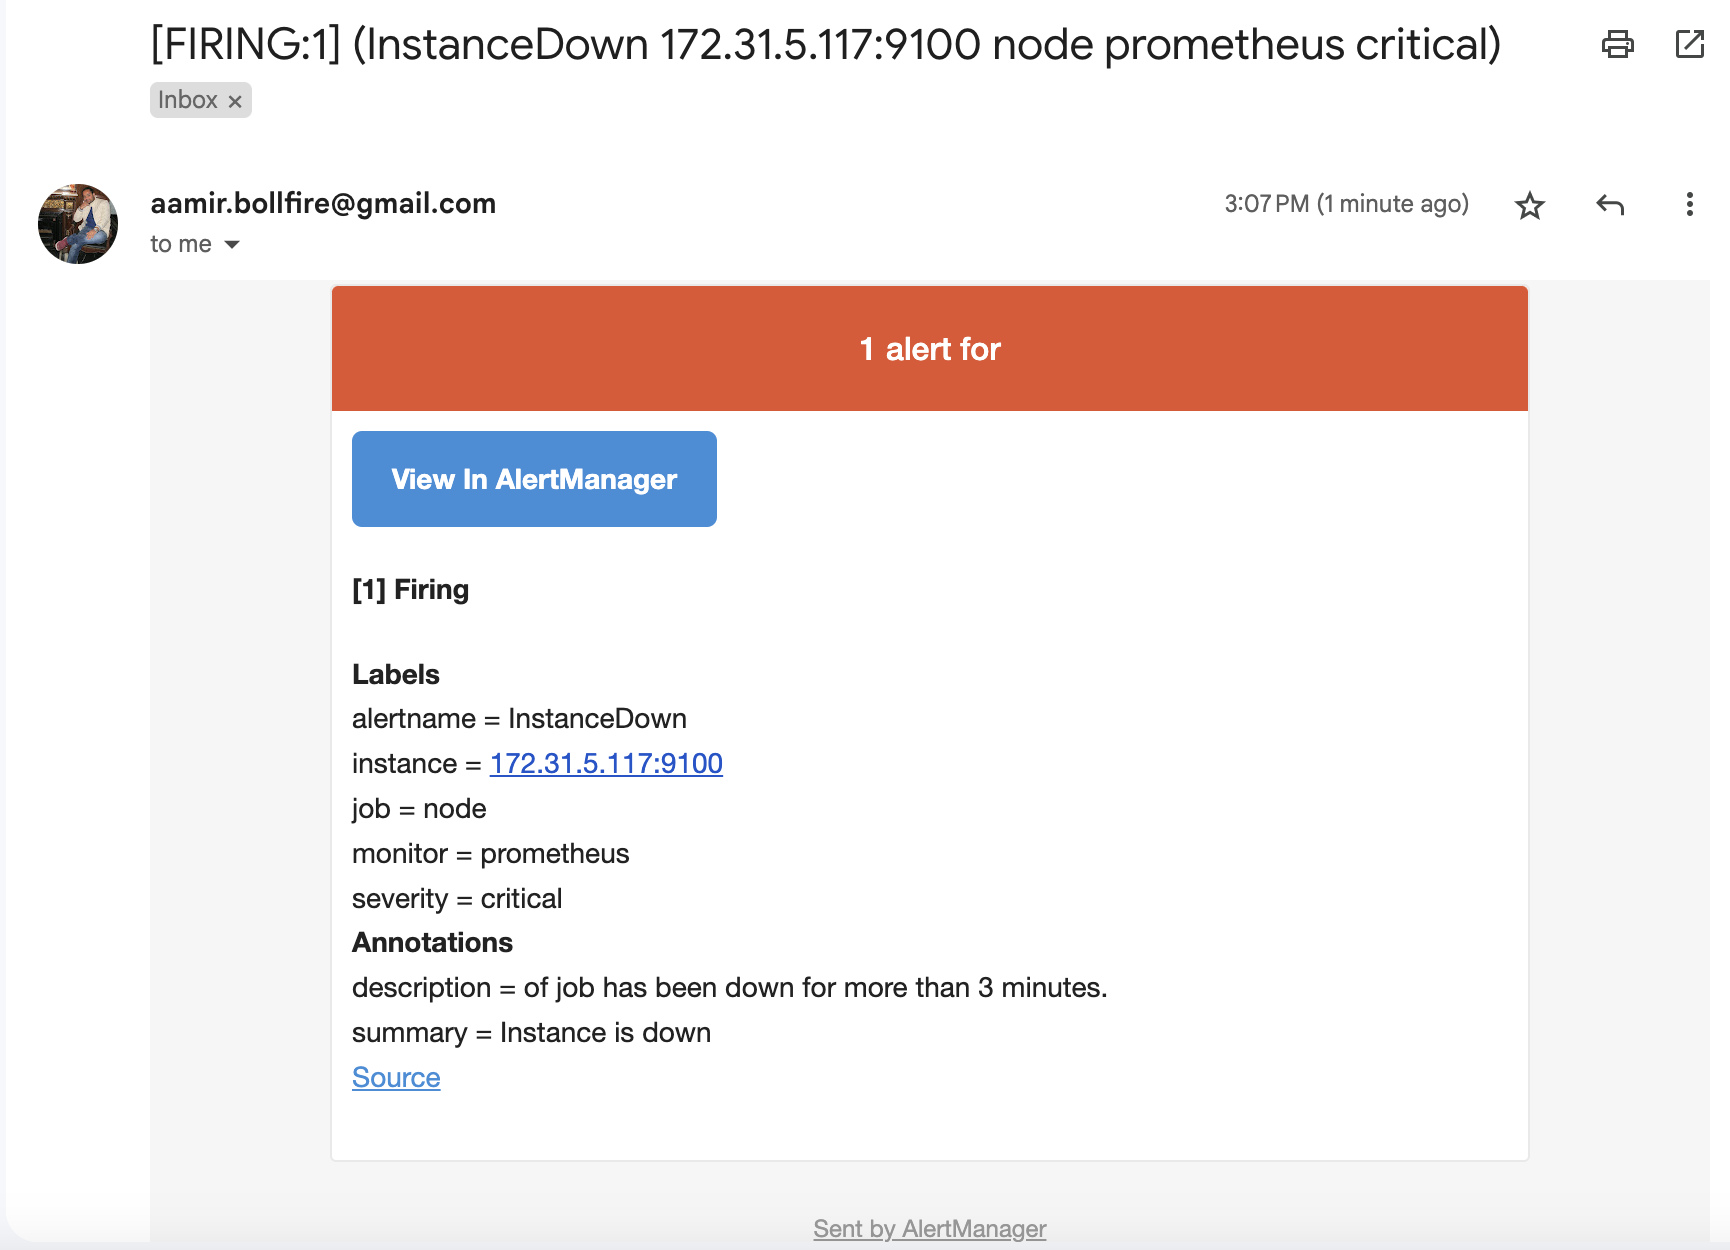 [FIRING:1] (InstanceDown 172.31.5.117:9100 node prometheus critical)
Inbox ×
aamir.bollfire@gmail.com
3:07 PM (1 minute ago)
to me
1 alert for
View In AlertManager
[1] Firing
Labels
alertname = InstanceDown
instance = 172.31.5.117:9100
job = node
monitor = prometheus
severity = critical
Annotations
description = of job has been down for more than 3 minutes.
summary = Instance is down
Source
Sent by AlertManager